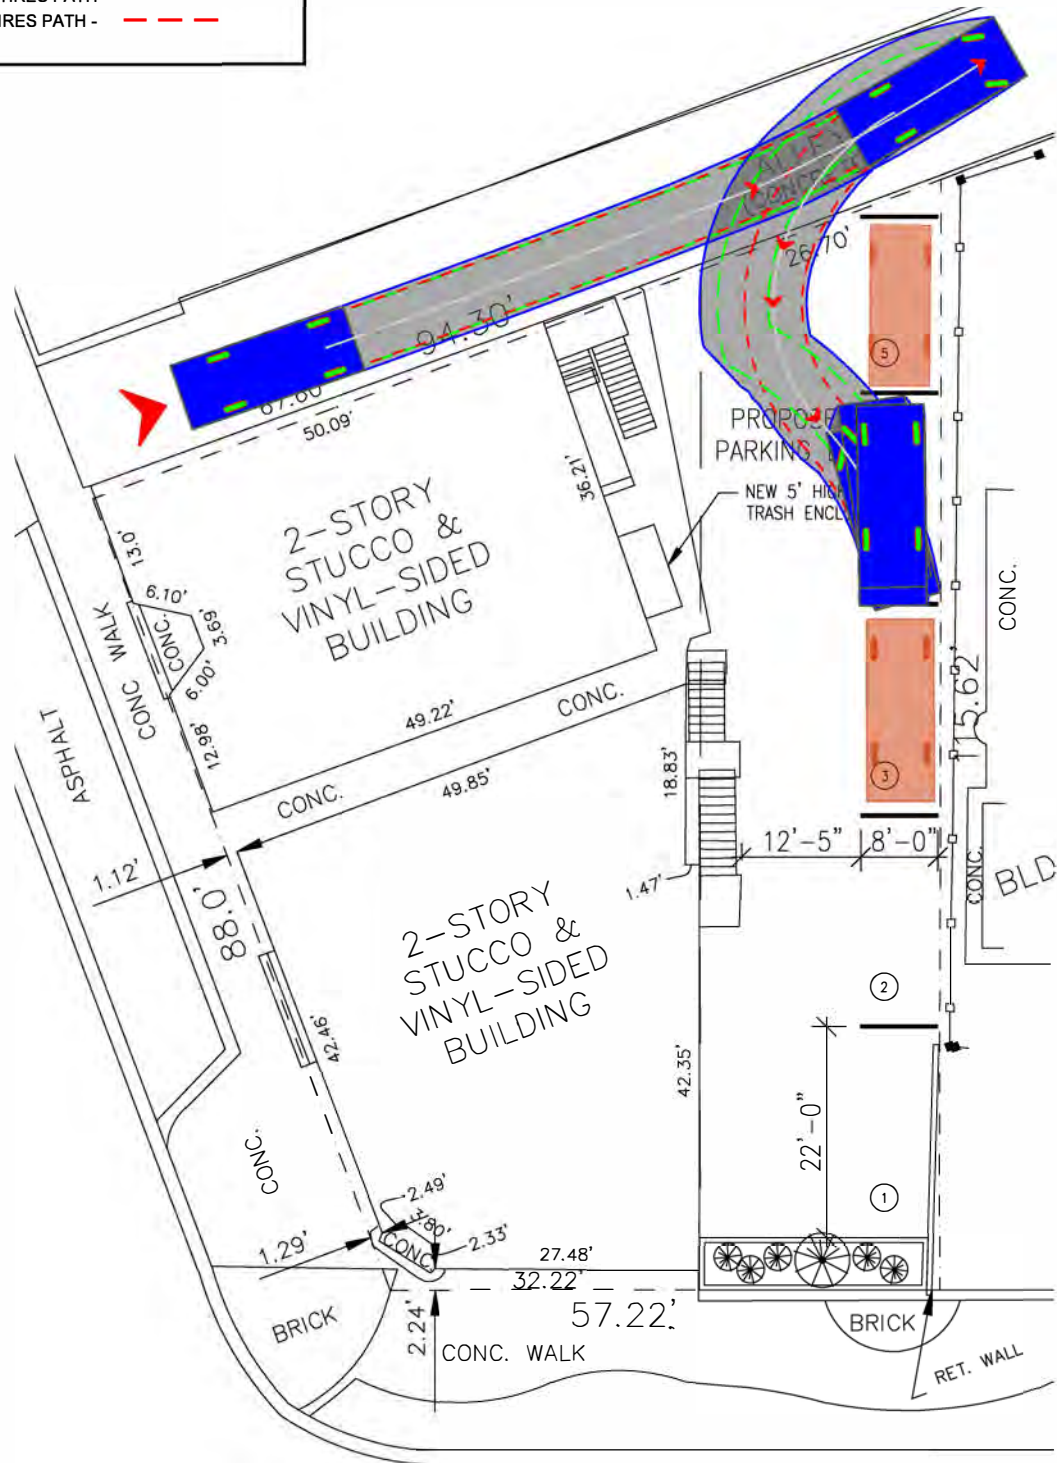 IRES PATH -
ALLEY
26.70'
94.30'
50.09'
5
PROPOSE
PARKING
NEW 5' HIGH
TRASH ENCL
36.21'
2-STORY
STUCCO &
VINYL-SIDED
BUILDING
13.0'
6.10'
CONC.
3.69'
6.00'
CONC WALK
12.98'
ASPHALT
CONC.
15.62'
49.22'
CONC.
CONC.
49.85'
18.83'
3
12'-5"
8'-0"
1.47'
CONC.
BLD
1.12'
88.0'
2-STORY
STUCCO &
VINYL-SIDED
BUILDING
2
42.46'
42.35'
22'-0"
CONC.
1
2.49'
3.80'
CONC.
2.33'
1.29'
27.48'
32.22'
57.22'
2.24'
BRICK
BRICK
CONC. WALK
RET. WALL